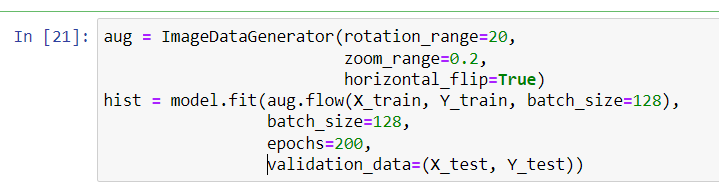 In [21]: aug = ImageDataGenerator(rotation_range=20,
zoom_range=0.2,
horizontal_flip=True)
hist = model.fit(aug.flow(X_train, Y_train, batch_size=128),
batch_size=128,
epochs=200,
validation_data=(X_test, Y_test))